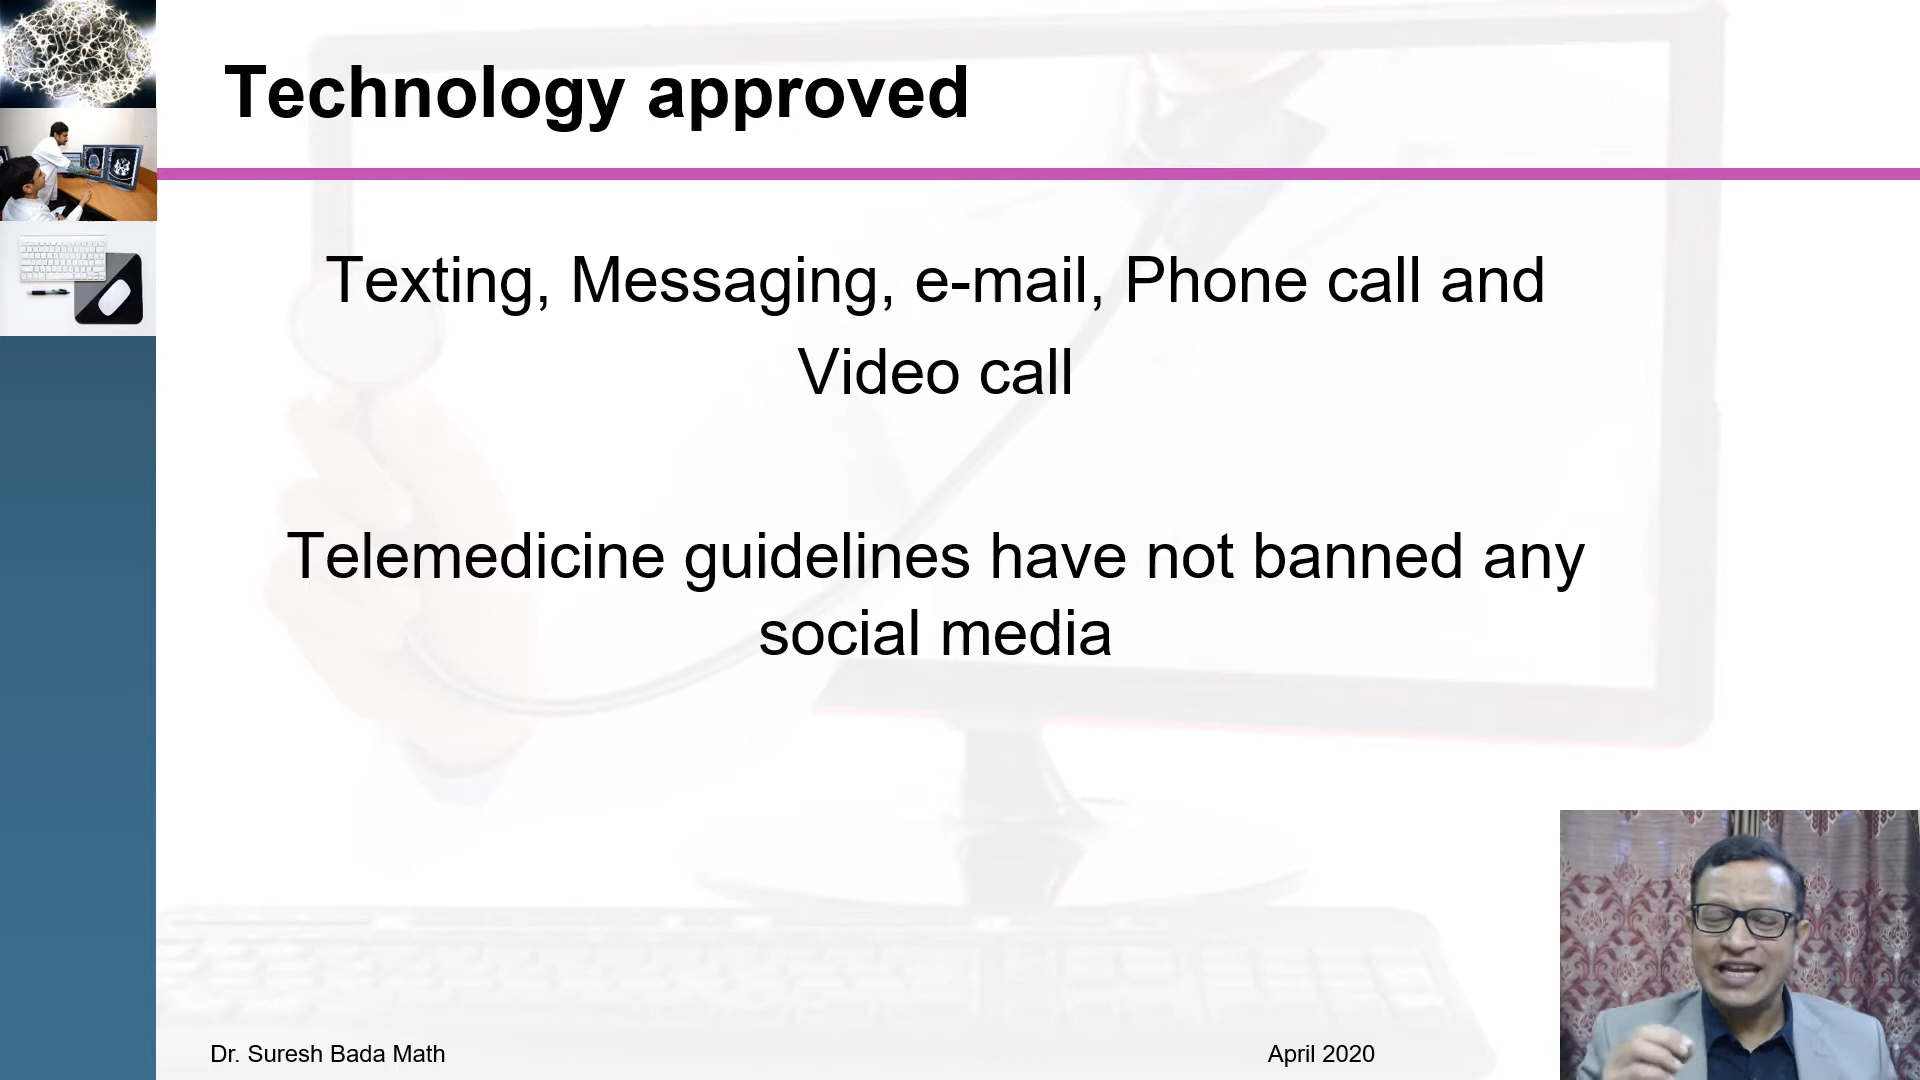 Technology approved
Texting, Messaging, e-mail, Phone call and
Video call
Telemedicine guidelines have not banned any
social media
Dr. Suresh Bada Math
April 2020